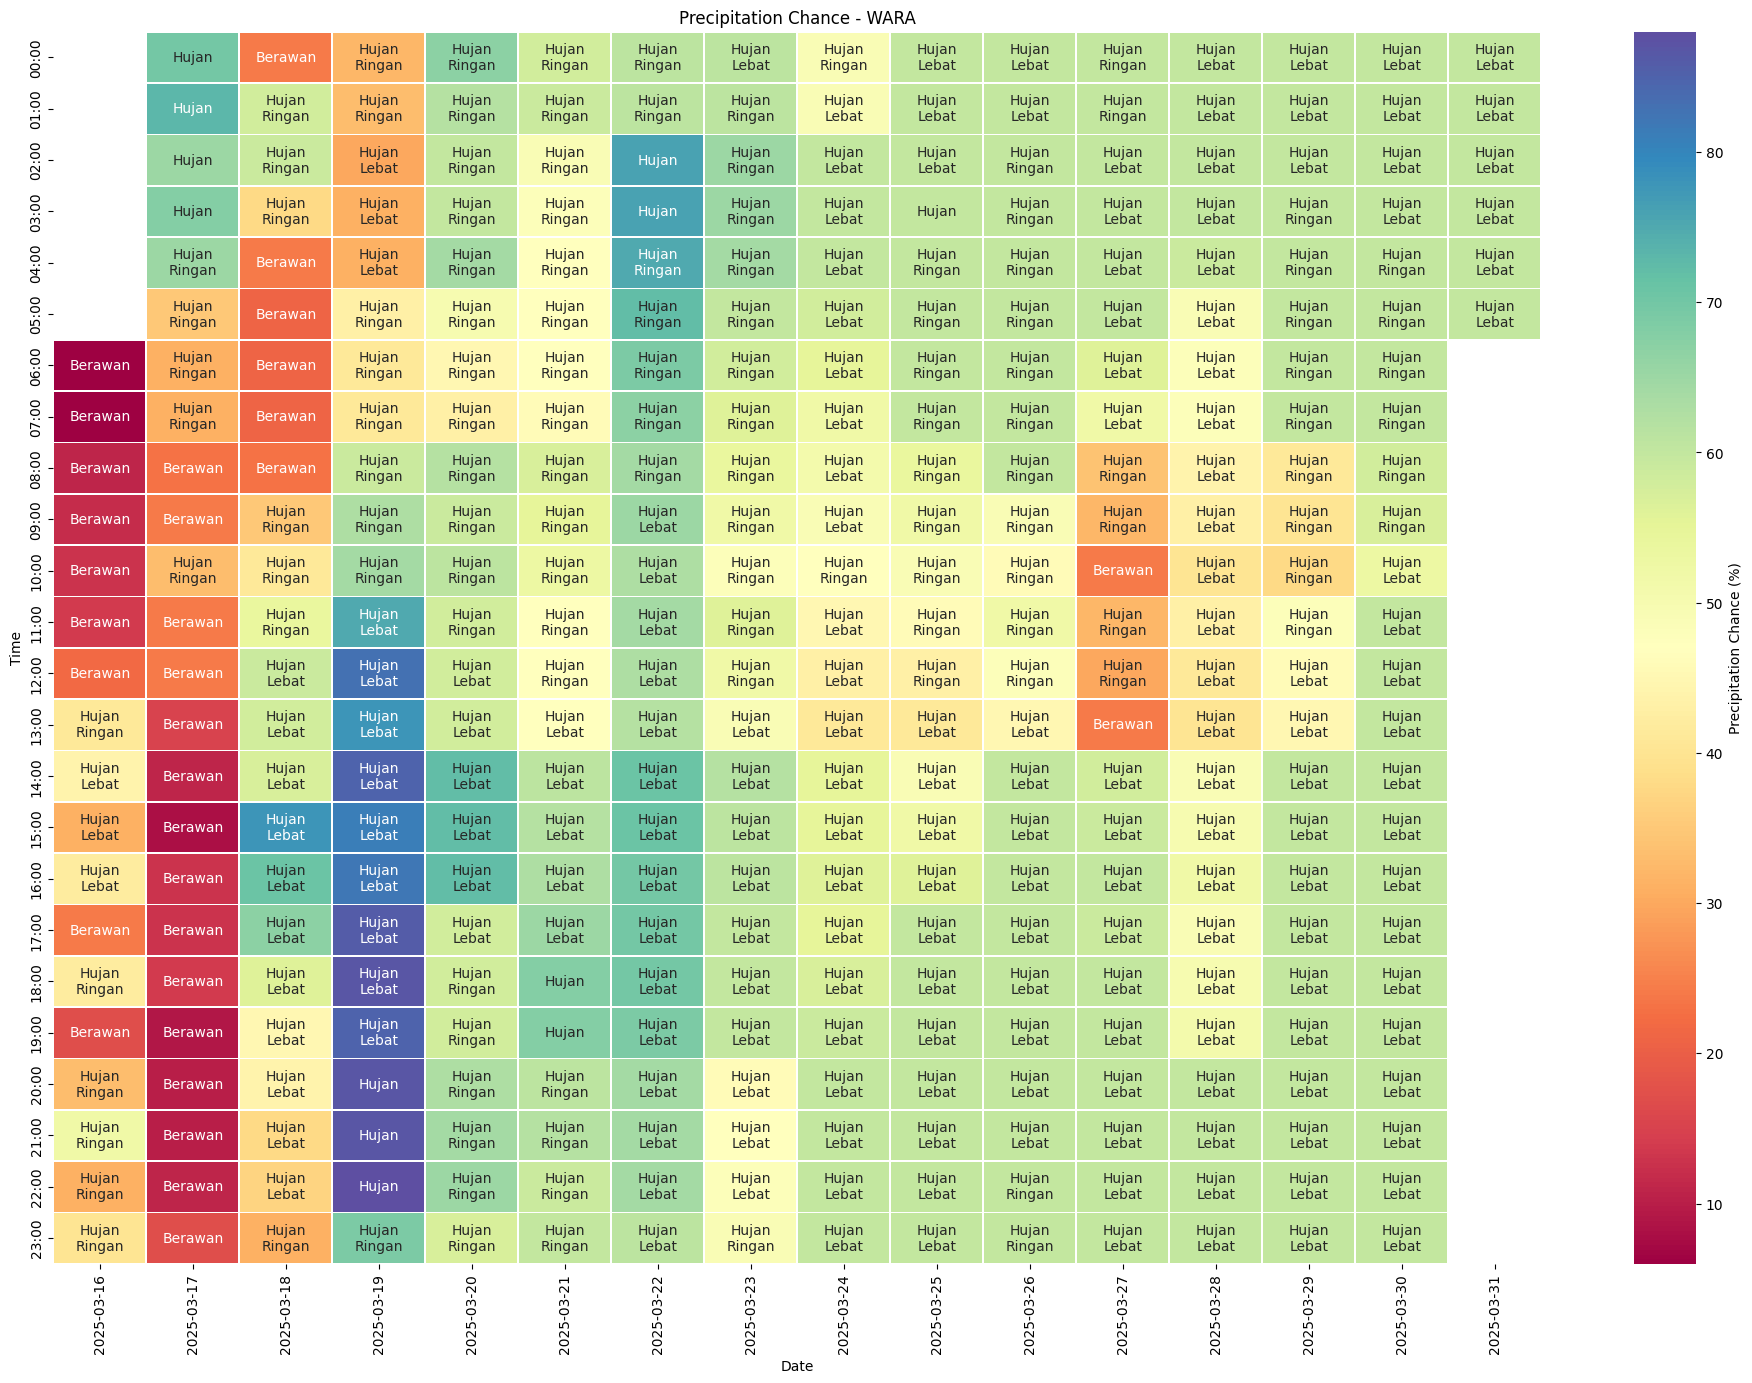 Precipitation Chance - WARA
00:00 Hujan Berawan Hujan Ringan Hujan Ringan Hujan Ringan Hujan Ringan Hujan Lebat Hujan Ringan Hujan Lebat Hujan Lebat Hujan Ringan Hujan Lebat Hujan Lebat Hujan Lebat Hujan Lebat
01:00 Hujan Hujan Ringan Hujan Ringan Hujan Ringan Hujan Ringan Hujan Ringan Hujan Ringan Hujan Lebat Hujan Lebat Hujan Lebat Hujan Ringan Hujan Lebat Hujan Lebat Hujan Lebat Hujan Lebat
02:00 Hujan Hujan Ringan Hujan Lebat Hujan Ringan Hujan Ringan Hujan Hujan Ringan Hujan Lebat Hujan Lebat Hujan Lebat Hujan Lebat Hujan Lebat Hujan Lebat Hujan Lebat Hujan Lebat
03:00 Hujan Hujan Ringan Hujan Lebat Hujan Ringan Hujan Ringan Hujan Hujan Ringan Hujan Lebat Hujan Hujan Ringan Hujan Lebat Hujan Lebat Hujan Ringan Hujan Lebat Hujan Lebat
04:00 Hujan Ringan Berawan Hujan Lebat Hujan Ringan Hujan Ringan Hujan Ringan Hujan Ringan Hujan Lebat Hujan Ringan Hujan Ringan Hujan Lebat Hujan Lebat Hujan Ringan Hujan Ringan Hujan Lebat
05:00 Hujan Ringan Berawan Hujan Ringan Hujan Ringan Hujan Ringan Hujan Ringan Hujan Ringan Hujan Lebat Hujan Ringan Hujan Ringan Hujan Lebat Hujan Lebat Hujan Ringan Hujan Ringan Hujan Lebat
06:00 Berawan Hujan Ringan Berawan Hujan Ringan Hujan Ringan Hujan Ringan Hujan Ringan Hujan Ringan Hujan Lebat Hujan Ringan Hujan Ringan Hujan Lebat Hujan Lebat Hujan Ringan Hujan Ringan
07:00 Berawan Hujan Ringan Berawan Hujan Ringan Hujan Ringan Hujan Ringan Hujan Ringan Hujan Ringan Hujan Lebat Hujan Ringan Hujan Ringan Hujan Lebat Hujan Lebat Hujan Ringan Hujan Ringan
08:00 Berawan Berawan Berawan Hujan Ringan Hujan Ringan Hujan Ringan Hujan Ringan Hujan Ringan Hujan Lebat Hujan Ringan Hujan Ringan Hujan Ringan Hujan Lebat Hujan Ringan Hujan Ringan
09:00 Berawan Berawan Hujan Ringan Hujan Ringan Hujan Ringan Hujan Ringan Hujan Lebat Hujan Ringan Hujan Lebat Hujan Ringan Hujan Ringan Hujan Ringan Hujan Lebat Hujan Ringan Hujan Ringan
10:00 Berawan Hujan Ringan Hujan Ringan Hujan Ringan Hujan Ringan Hujan Ringan Hujan Lebat Hujan Ringan Hujan Ringan Hujan Ringan Hujan Ringan Berawan Hujan Lebat Hujan Ringan Hujan Lebat
11:00 Berawan Berawan Hujan Ringan Hujan Lebat Hujan Ringan Hujan Ringan Hujan Lebat Hujan Ringan Hujan Lebat Hujan Ringan Hujan Ringan Hujan Ringan Hujan Lebat Hujan Ringan Hujan Lebat
12:00 Berawan Berawan Hujan Lebat Hujan Lebat Hujan Lebat Hujan Ringan Hujan Lebat Hujan Ringan Hujan Lebat Hujan Ringan Hujan Ringan Hujan Ringan Hujan Lebat Hujan Lebat Hujan Lebat
13:00 Hujan Ringan Berawan Hujan Lebat Hujan Lebat Hujan Lebat Hujan Lebat Hujan Lebat Hujan Lebat Hujan Lebat Hujan Lebat Hujan Lebat Berawan Hujan Lebat Hujan Lebat Hujan Lebat
14:00 Hujan Lebat Berawan Hujan Lebat Hujan Lebat Hujan Lebat Hujan Lebat Hujan Lebat Hujan Lebat Hujan Lebat Hujan Lebat Hujan Lebat Hujan Lebat Hujan Lebat Hujan Lebat Hujan Lebat
15:00 Hujan Lebat Berawan Hujan Lebat Hujan Lebat Hujan Lebat Hujan Lebat Hujan Lebat Hujan Lebat Hujan Lebat Hujan Lebat Hujan Lebat Hujan Lebat Hujan Lebat Hujan Lebat Hujan Lebat
16:00 Hujan Lebat Berawan Hujan Lebat Hujan Lebat Hujan Lebat Hujan Lebat Hujan Lebat Hujan Lebat Hujan Lebat Hujan Lebat Hujan Lebat Hujan Lebat Hujan Lebat Hujan Lebat Hujan Lebat
17:00 Berawan Berawan Hujan Lebat Hujan Lebat Hujan Lebat Hujan Lebat Hujan Lebat Hujan Lebat Hujan Lebat Hujan Lebat Hujan Lebat Hujan Lebat Hujan Lebat Hujan Lebat Hujan Lebat
18:00 Hujan Ringan Berawan Hujan Lebat Hujan Lebat Hujan Ringan Hujan Hujan Lebat Hujan Lebat Hujan Lebat Hujan Lebat Hujan Lebat Hujan Lebat Hujan Lebat Hujan Lebat Hujan Lebat
19:00 Berawan Berawan Hujan Lebat Hujan Lebat Hujan Ringan Hujan Hujan Lebat Hujan Lebat Hujan Lebat Hujan Lebat Hujan Lebat Hujan Lebat Hujan Lebat Hujan Lebat Hujan Lebat
20:00 Hujan Ringan Berawan Hujan Lebat Hujan Hujan Ringan Hujan Ringan Hujan Lebat Hujan Lebat Hujan Lebat Hujan Lebat Hujan Lebat Hujan Lebat Hujan Lebat Hujan Lebat Hujan Lebat
21:00 Hujan Ringan Berawan Hujan Lebat Hujan Hujan Ringan Hujan Ringan Hujan Lebat Hujan Lebat Hujan Lebat Hujan Lebat Hujan Lebat Hujan Lebat Hujan Lebat Hujan Lebat Hujan Lebat
22:00 Hujan Ringan Berawan Hujan Lebat Hujan Hujan Ringan Hujan Ringan Hujan Lebat Hujan Lebat Hujan Lebat Hujan Lebat Hujan Ringan Hujan Lebat Hujan Lebat Hujan Lebat Hujan Lebat
23:00 Hujan Ringan Berawan Hujan Ringan Hujan Ringan Hujan Ringan Hujan Ringan Hujan Lebat Hujan Ringan Hujan Lebat Hujan Lebat Hujan Ringan Hujan Lebat Hujan Lebat Hujan Lebat Hujan Lebat
Time
2025-03-16 2025-03-17 2025-03-18 2025-03-19 2025-03-20 2025-03-21 2025-03-22 2025-03-23 2025-03-24 2025-03-25 2025-03-26 2025-03-27 2025-03-28 2025-03-29 2025-03-30 2025-03-31
Date
80
70
60
50
40
30
20
10
Precipitation Chance (%)